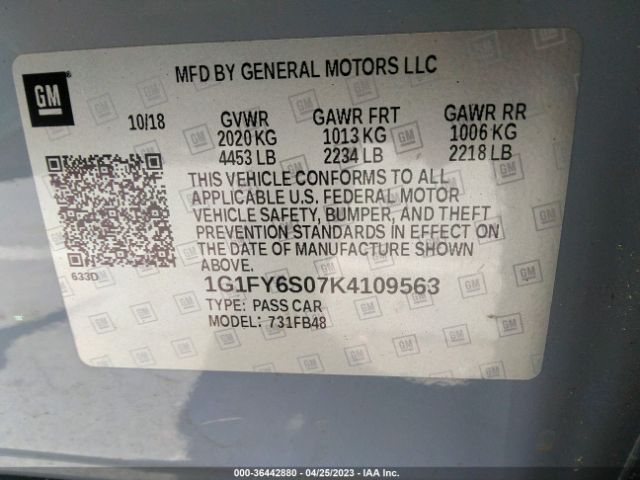 GM
MFD BY GENERAL MOTORS LLC
10/18 GVWR GAWR FRT GAWR RR
2020 KG 1013 KG 1006 KG
4453 LB 2234 LB 2218 LB
THIS VEHICLE CONFORMS TO ALL
APPLICABLE U.S. FEDERAL MOTOR
VEHICLE SAFETY, BUMPER, AND THEFT
PREVENTION STANDARDS IN EFFECT ON
THE DATE OF MANUFACTURE SHOWN
ABOVE.
633D
1G1FY6S07K4109563
TYPE: PASS CAR
MODEL: 731FB48
000-36442880 - 04/25/2023 - IAA Inc.